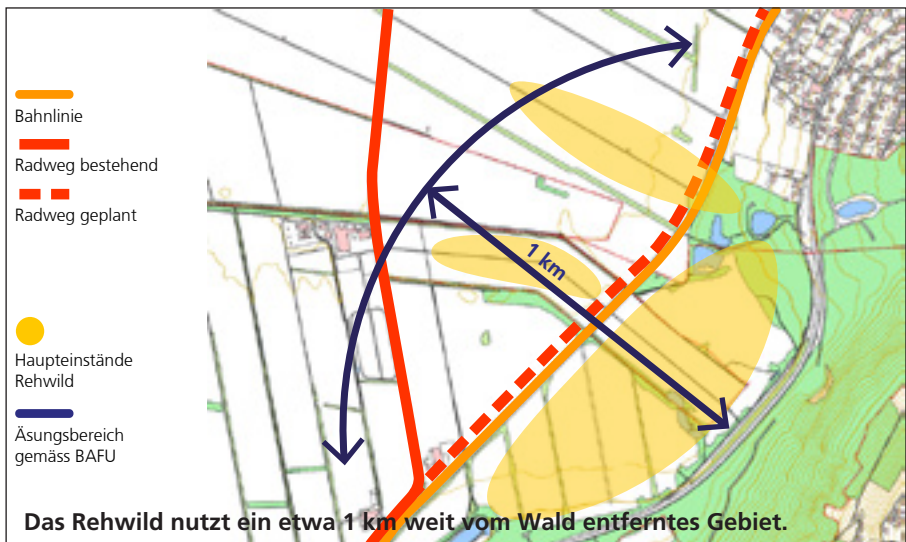 Bahnlinie
Radweg bestehend
Radweg geplant
Haupteinstände
Rehwild
Äsungsbereich
gemäss BAFU
1 km
Das Rehwild nutzt ein etwa 1 km weit vom Wald entferntes Gebiet.